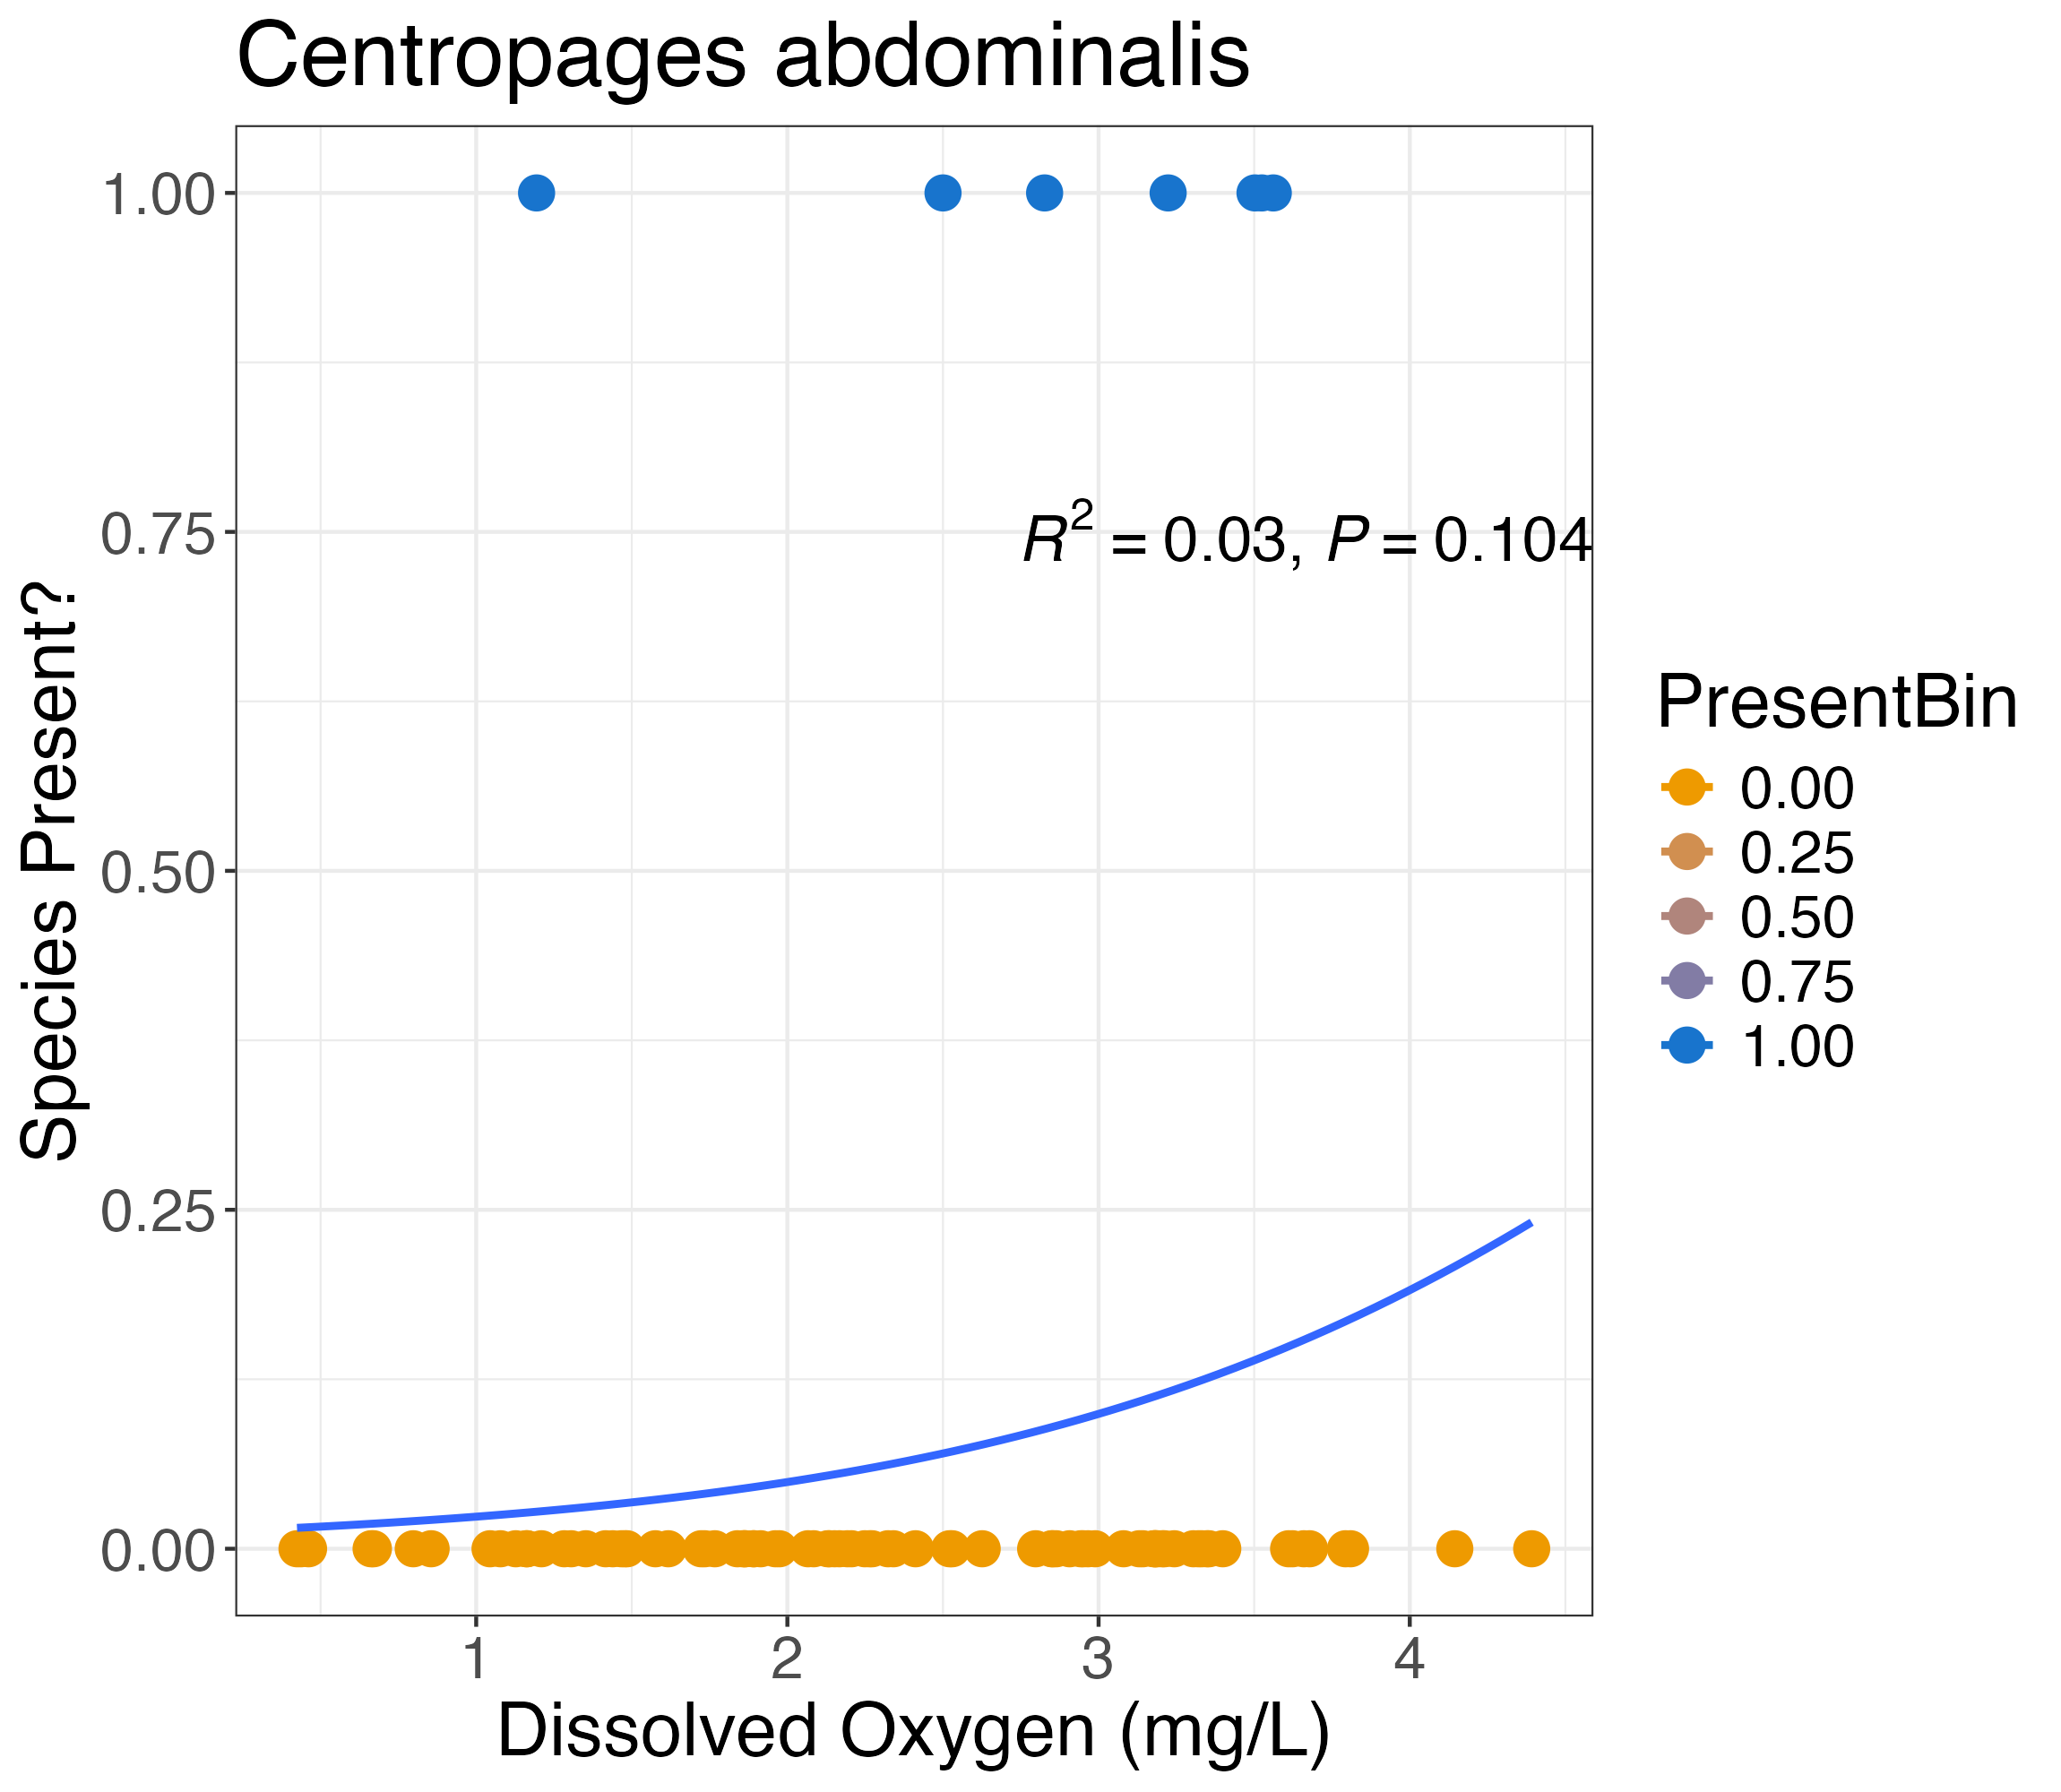 Centropages abdominalis
1.00
0.75
0.50
0.25
0.00
Species Present?
R² = 0.03, P = 0.104
1 2 3 4
Dissolved Oxygen (mg/L)
PresentBin
0.00
0.25
0.50
0.75
1.00